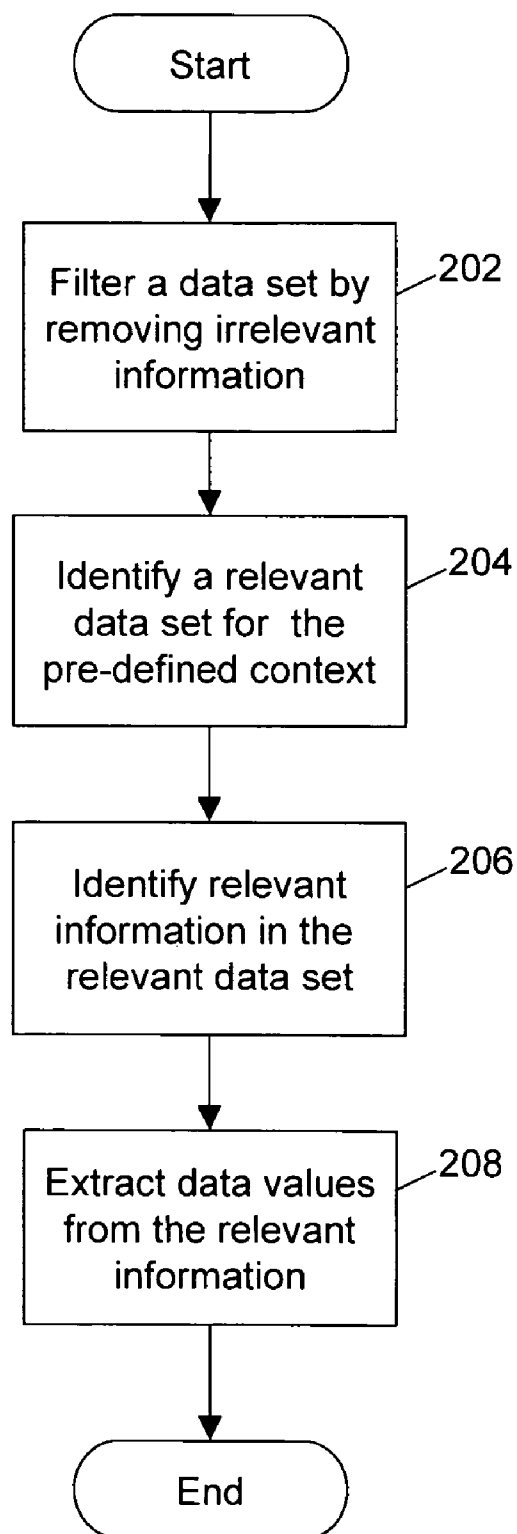 Start
Filter a data set by
removing irrelevant
information
202
Identify a relevant
data set for the
pre-defined context
204
Identify relevant
information in the
relevant data set
206
Extract data values
from the relevant
information
208
End